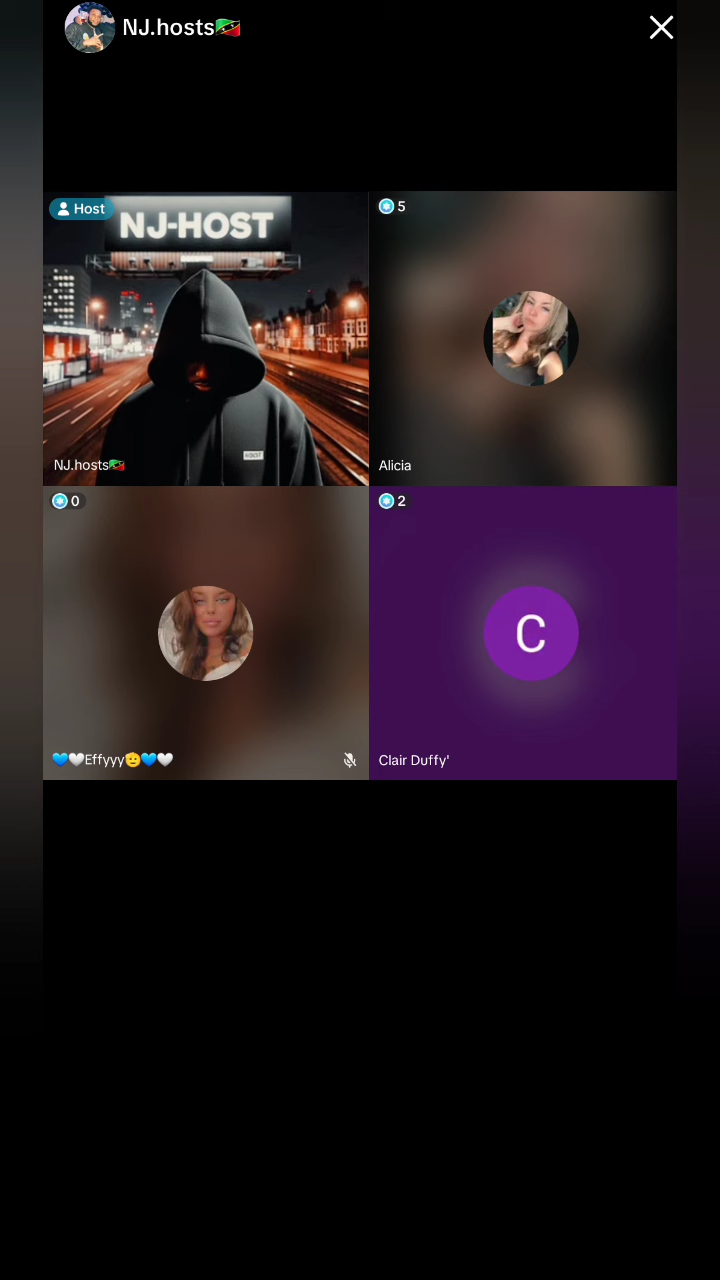 NJ.hosts🇰🇳
Host
NJ-HOST
NJ.hosts🇰🇳
5
Alicia
0
💙🤍Effyyy🫡💙🤍
2
C
Clair Duffy'